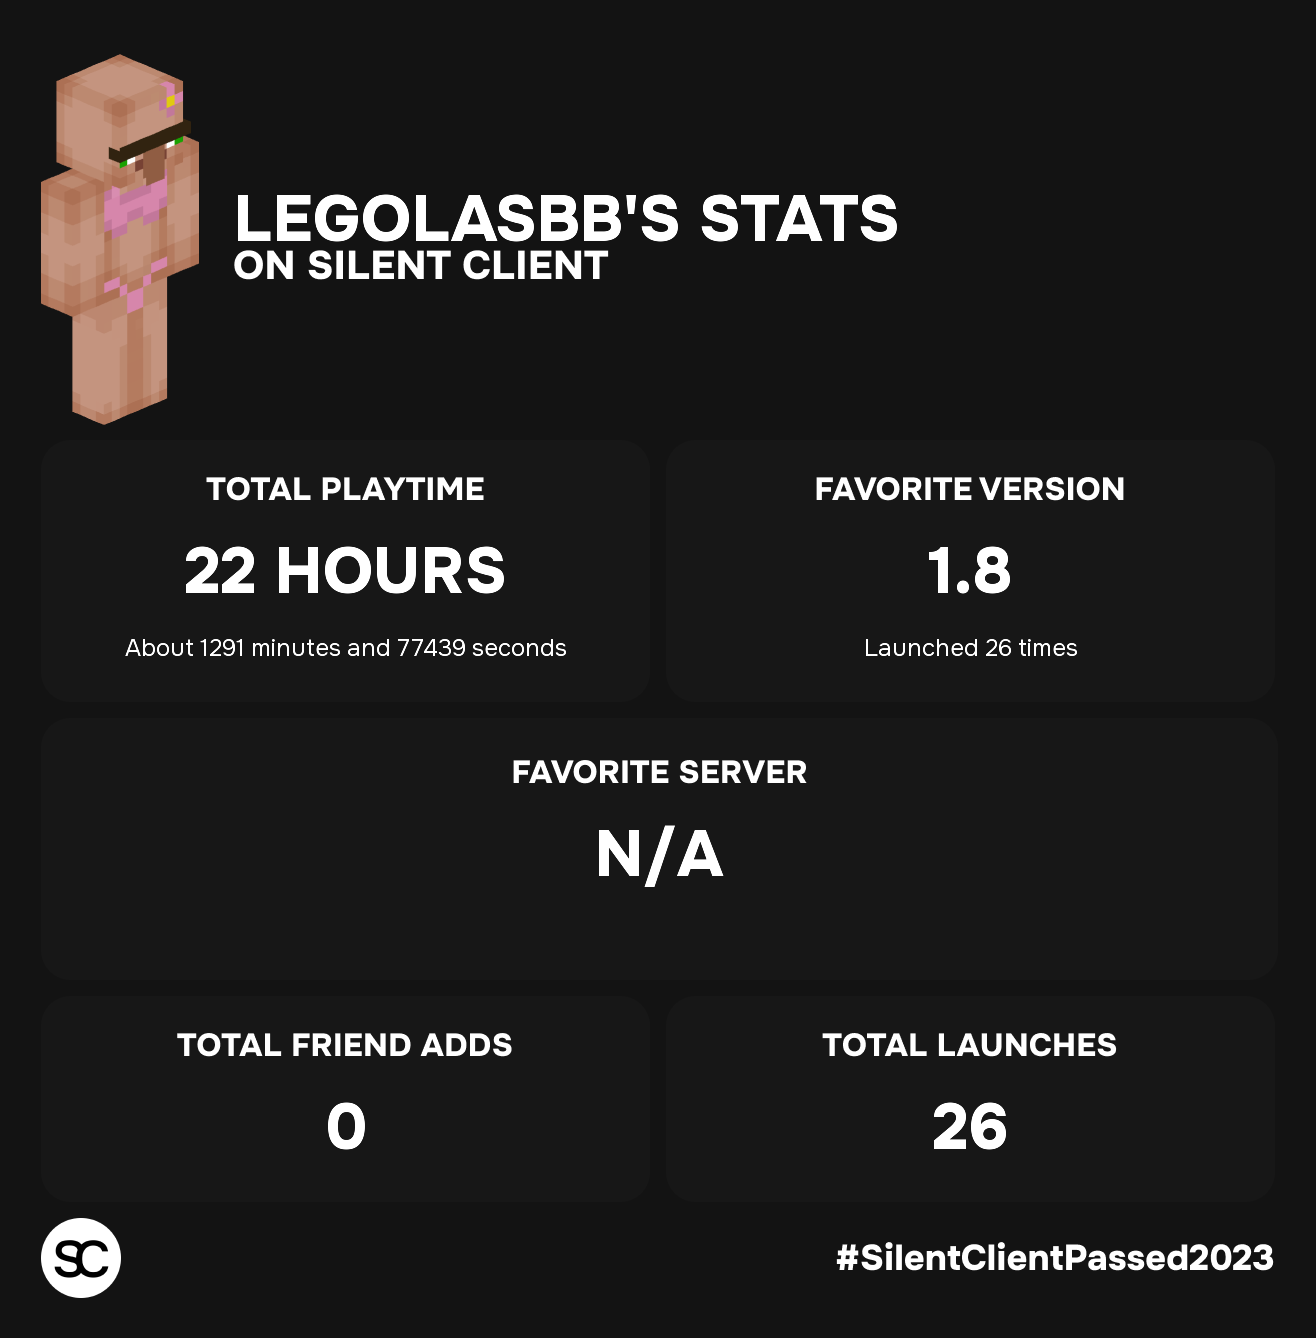 LEGOLASBB'S STATS
ON SILENT CLIENT
TOTAL PLAYTIME
22 HOURS
About 1291 minutes and 77439 seconds
FAVORITE VERSION
1.8
Launched 26 times
FAVORITE SERVER
N/A
TOTAL FRIEND ADDS
0
TOTAL LAUNCHES
26
SC
#SilentClientPassed2023